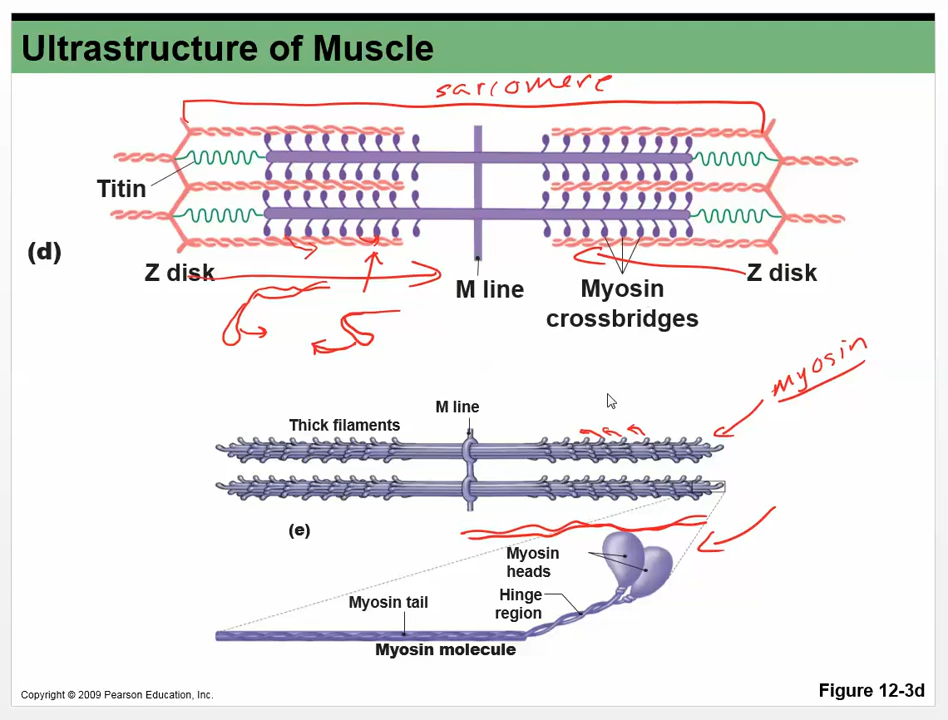 Ultrastructure of Muscle
sarcomere
Titin
(d)
Z disk
M line
Myosin
crossbridges
Z disk
myosin
M line
Thick filaments
(e)
Myosin
heads
Hinge
region
Myosin tail
Myosin molecule
Copyright © 2009 Pearson Education, Inc.
Figure 12-3d